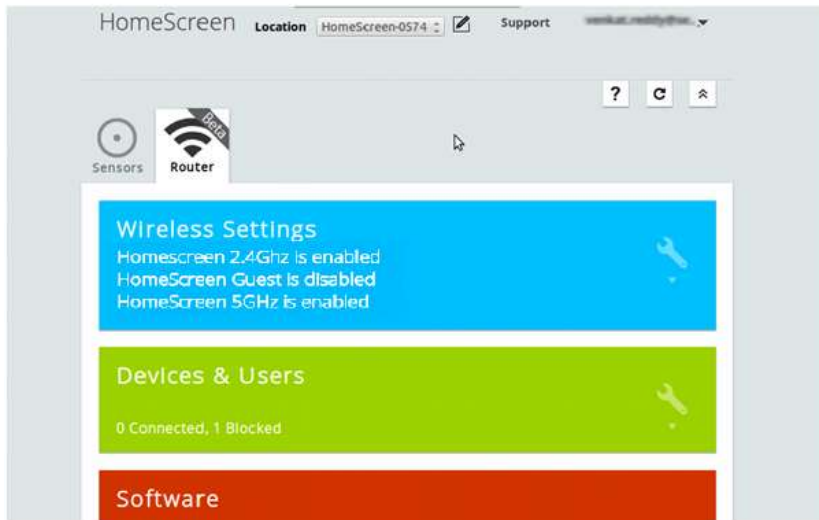 HomeScreen Location HomeScreen-0574 Support
?
Beta
Sensors Router
Wireless Settings
Homescreen 2.4Ghz is enabled
HomeScreen Guest is disabled
HomeScreen 5GHz is enabled
Devices & Users
0 Connected, 1 Blocked
Software